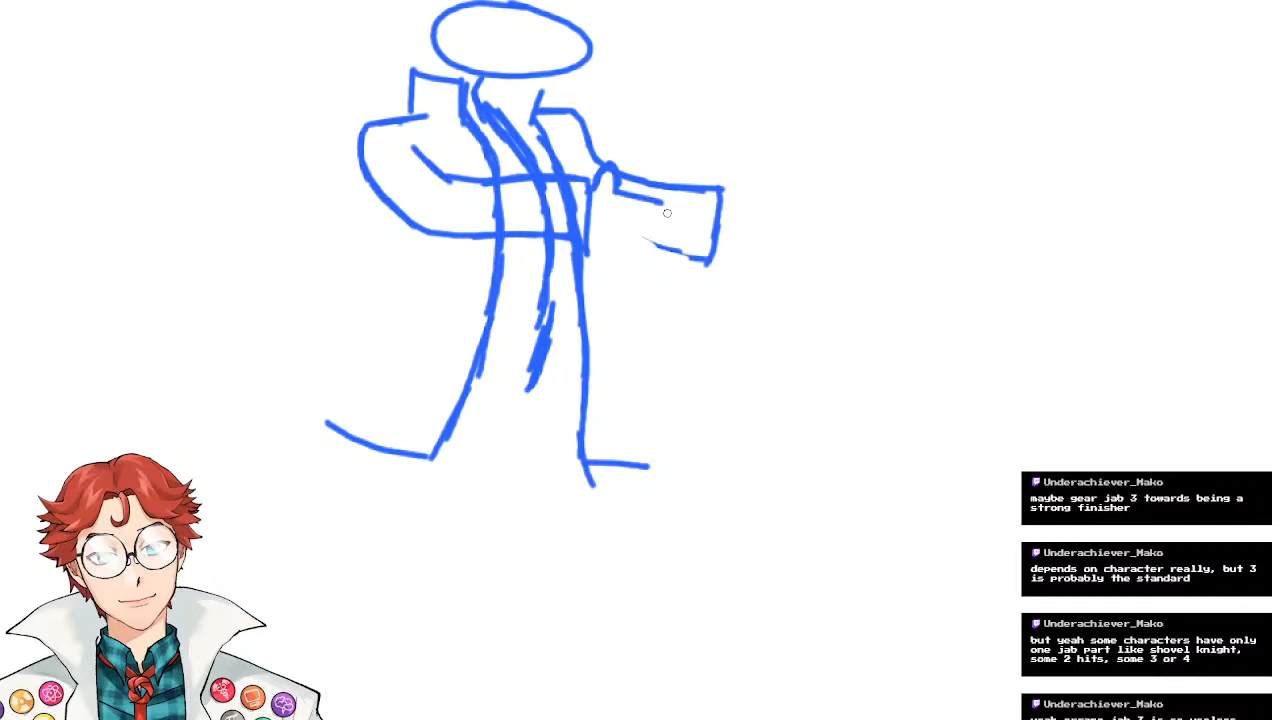 Underachiever_Mako
maybe gear jab 3 towards being a
strong finisher
Underachiever_Mako
depends on character really, but 3
is probably the standard
Underachiever_Mako
but yeah some characters have only
one jab part like shovel knight,
some 2 hits, some 3 or 4
Underachiever_Mako